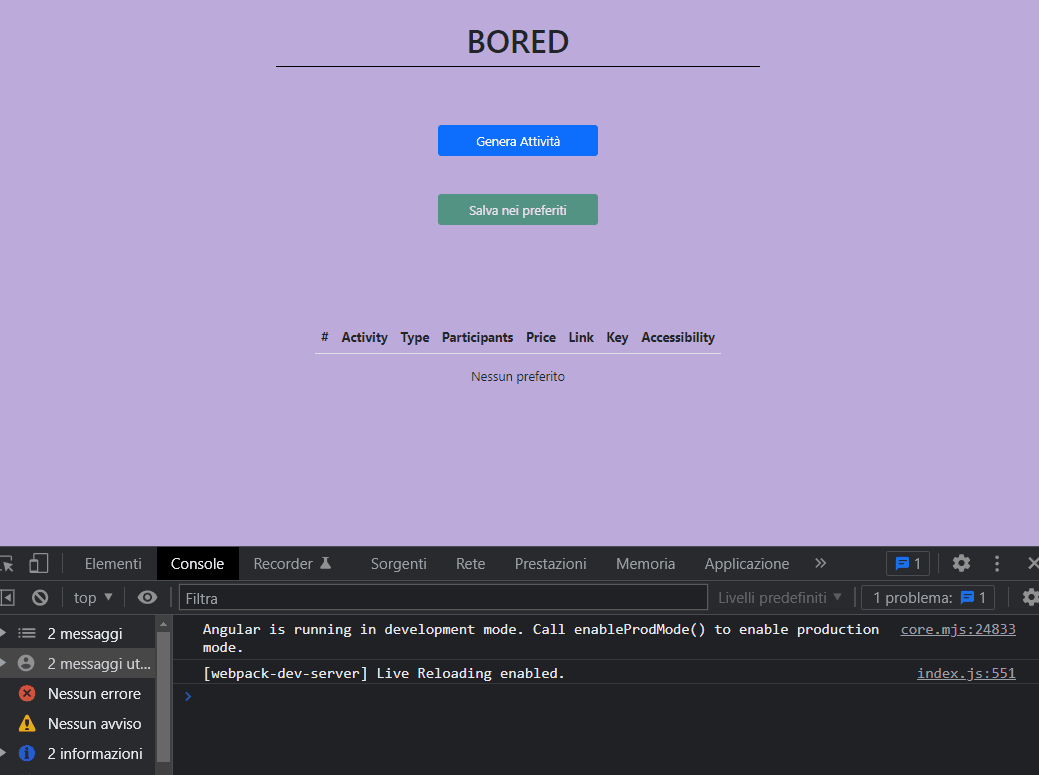 BORED
Genera Attività
Salva nei preferiti
# Activity Type Participants Price Link Key Accessibility
Nessun preferito
Elementi Console Recorder Sorgenti Rete Prestazioni Memoria Applicazione » 1
top Filtra Livelli predefiniti 1 problema: 1
2 messaggi
2 messaggi ut...
Nessun errore
Nessun avviso
2 informazioni
Angular is running in development mode. Call enableProdMode() to enable production core.mjs:24833
mode.
[webpack-dev-server] Live Reloading enabled. index.js:551